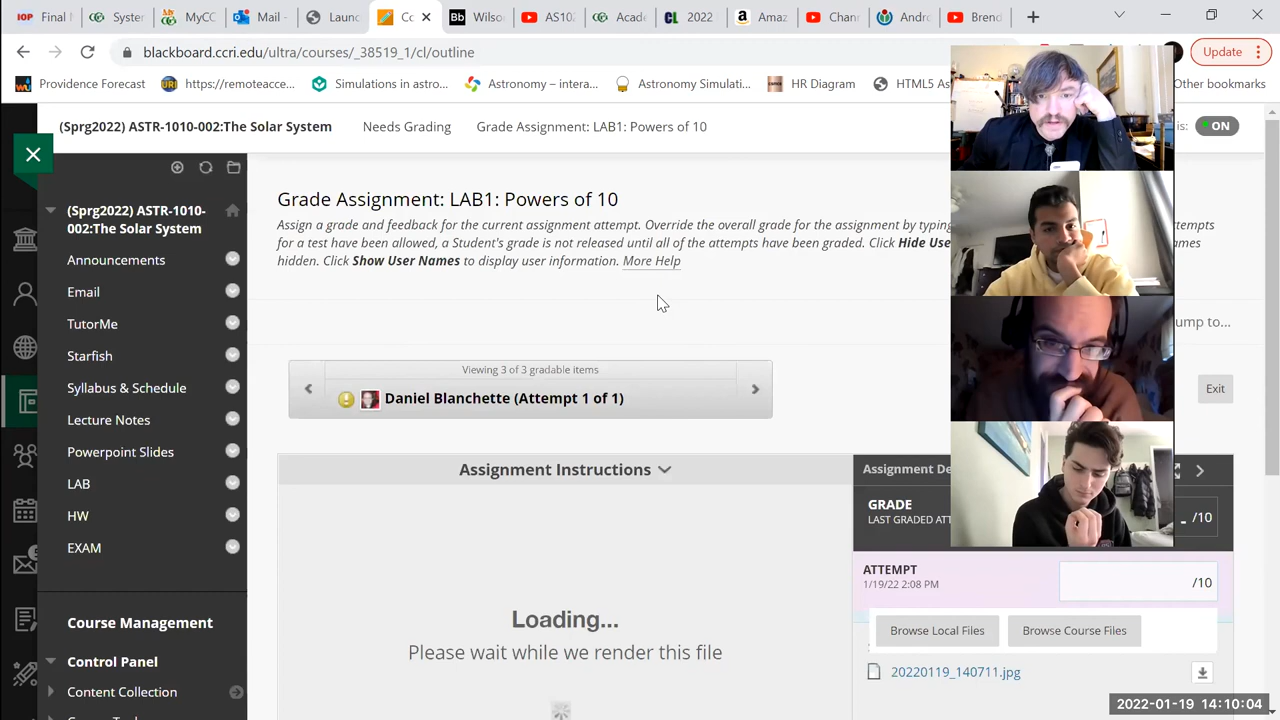 Final
Syster
MyCC
Mail -
Launc
Cc
Wilso
AS102
Acade
2022
Amaz
Chanr
Andro
Brend
blackboard.ccri.edu/ultra/courses/_38519_1/cl/outline
Update
Providence Forecast
https://remoteacce...
Simulations in astro...
Astronomy – intera...
Astronomy Simulati...
HR Diagram
HTML5 As
Other bookmarks
(Sprg2022) ASTR-1010-002:The Solar System
Needs Grading
Grade Assignment: LAB1: Powers of 10
is:
ON
(Sprg2022) ASTR-1010-
002:The Solar System
Announcements
Email
TutorMe
Starfish
Syllabus & Schedule
Lecture Notes
Powerpoint Slides
LAB
HW
EXAM
Course Management
Control Panel
Content Collection
Grade Assignment: LAB1: Powers of 10
Assign a grade and feedback for the current assignment attempt. Override the overall grade for the assignment by typing
tempts
for a test have been allowed, a Student's grade is not released until all of the attempts have been graded. Click Hide Use
names
hidden. Click Show User Names to display user information. More Help
ump to...
Viewing 3 of 3 gradable items
Daniel Blanchette (Attempt 1 of 1)
Exit
Assignment Instructions
Loading...
Please wait while we render this file
Assignment De
GRADE
LAST GRADED ATT
- /10
ATTEMPT
1/19/22 2:08 PM
/10
Browse Local Files
Browse Course Files
20220119_140711.jpg
2022-01-19 14:10:04